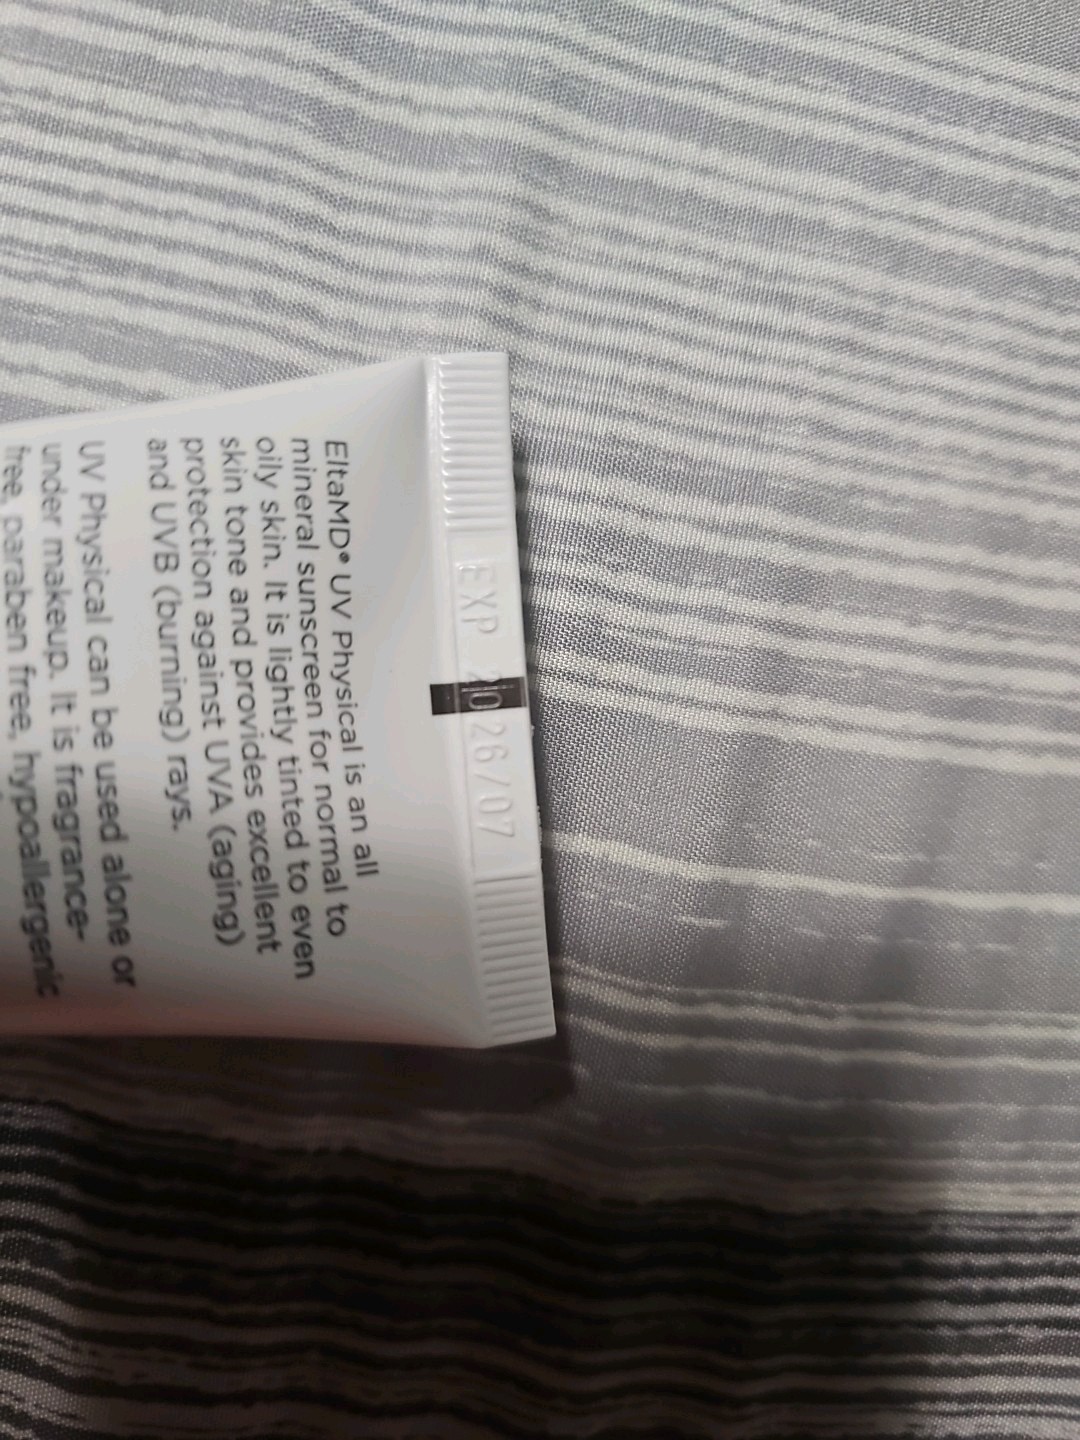 EXP 2026/07
EltaMD® UV Physical is an all
mineral sunscreen for normal to
oily skin. It is lightly tinted to even
skin tone and provides excellent
protection against UVA (aging)
and UVB (burning) rays.
UV Physical can be used alone or
under makeup. It is fragrance-
free, paraben free, hypoallergenic